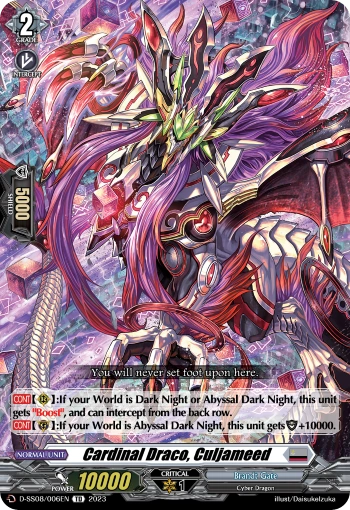 2
GRADE
INTERCEPT
5000
SHIELD
You will never set foot upon here.
CONT【 】:If your World is Dark Night or Abyssal Dark Night, this unit
gets "Boost", and can intercept from the back row.
CONT【 】:If your World is Dark Night or Abyssal Dark Night, this unit gets +10000.
NORMAL UNIT
Cardinal Draco, Culjameed
POWER 10000
CRITICAL
1
Brandt Gate
Cyber Dragon
D-SS08/006EN TD 2023
illust/DaisukeIzuka